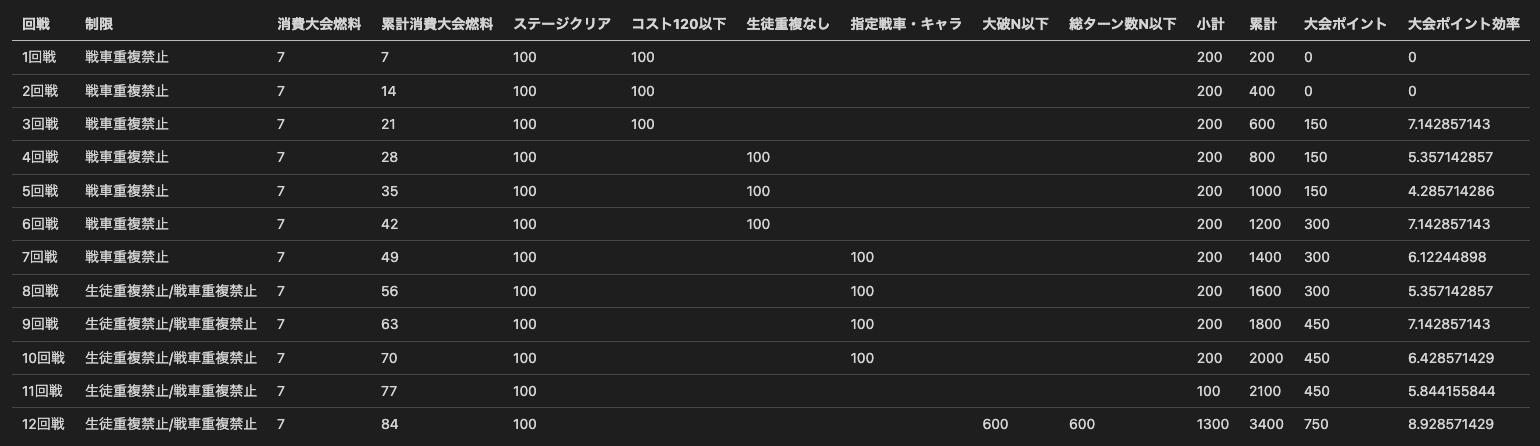 回戦 制限 消費大会燃料 累計消費大会燃料 ステージクリア コスト120以下 生徒重複なし 指定戦車・キャラ 大破N以下 総ターン数N以下 小計 累計 大会ポイント 大会ポイント効率
1回戦 戦車重複禁止 7 7 100 100 200 200 0 0
2回戦 戦車重複禁止 7 14 100 100 200 400 0 0
3回戦 戦車重複禁止 7 21 100 100 200 600 150 7.142857143
4回戦 戦車重複禁止 7 28 100 100 200 800 150 5.357142857
5回戦 戦車重複禁止 7 35 100 100 200 1000 150 4.285714286
6回戦 戦車重複禁止 7 42 100 100 200 1200 300 7.142857143
7回戦 戦車重複禁止 7 49 100 100 200 1400 300 6.12244898
8回戦 生徒重複禁止/戦車重複禁止 7 56 100 100 200 1600 300 5.357142857
9回戦 生徒重複禁止/戦車重複禁止 7 63 100 100 200 1800 450 7.142857143
10回戦 生徒重複禁止/戦車重複禁止 7 70 100 100 200 2000 450 6.428571429
11回戦 生徒重複禁止/戦車重複禁止 7 77 100 100 2100 450 5.844155844
12回戦 生徒重複禁止/戦車重複禁止 7 84 100 600 600 1300 3400 750 8.928571429